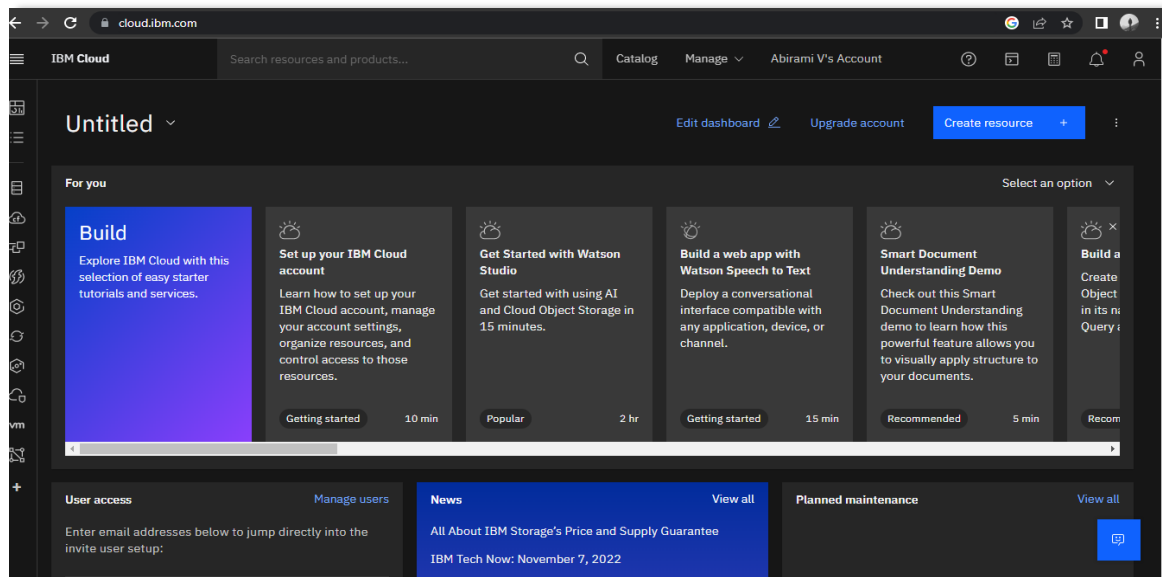 cloud.ibm.com
IBM Cloud
Search resources and products...
Catalog
Manage
Abirami V's Account
Untitled
Edit dashboard
Upgrade account
Create resource +
For you
Select an option
Build
Explore IBM Cloud with this
selection of easy starter
tutorials and services.
Set up your IBM Cloud
account
Learn how to set up your
IBM Cloud account, manage
your account settings,
organize resources, and
control access to those
resources.
Getting started
10 min
Get Started with Watson
Studio
Get started with using AI
and Cloud Object Storage in
15 minutes.
Popular
2 hr
Build a web app with
Watson Speech to Text
Deploy a conversational
interface compatible with
any application, device, or
channel.
Getting started
15 min
Smart Document
Understanding Demo
Check out this Smart
Document Understanding
demo to learn how this
powerful feature allows you
to visually apply structure to
your documents.
Recommended
5 min
Build a
Create
Object
in its na
Query a
Recom
vm
User access
Manage users
Enter email addresses below to jump directly into the
invite user setup:
News
View all
All About IBM Storage's Price and Supply Guarantee
IBM Tech Now: November 7, 2022
Planned maintenance
View all